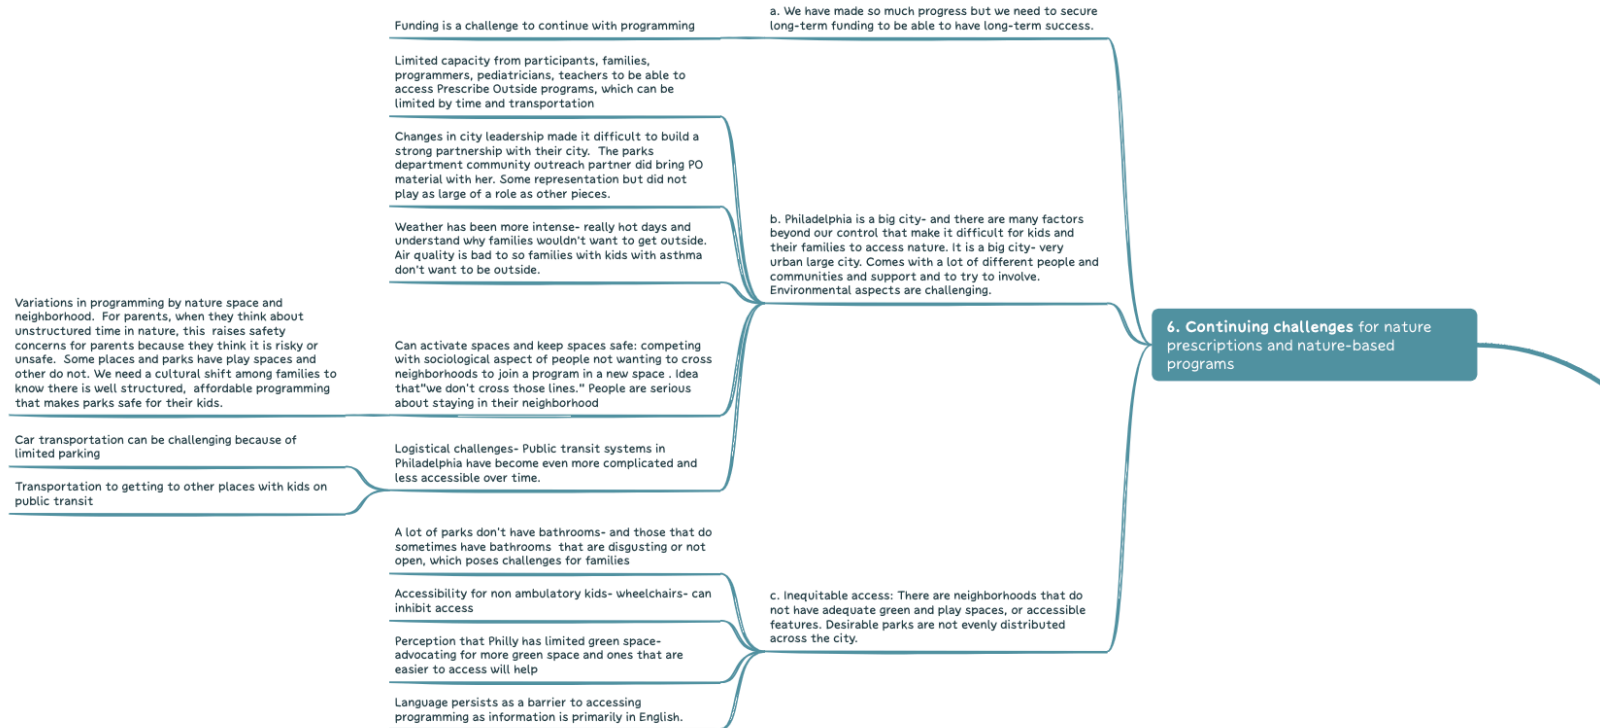 6. Continuing challenges for nature
prescriptions and nature-based
programs
a. We have made so much progress but we need to secure
long-term funding to be able to have long-term success.
Funding is a challenge to continue with programming
b. Philadelphia is a big city- and there are many factors
beyond our control that make it difficult for kids and
their families to access nature. It is a big city- very
urban large city. Comes with a lot of different people and
communities and support and to try to involve.
Environmental aspects are challenging.
Limited capacity from participants, families,
programmers, pediatricians, teachers to be able to
access Prescribe Outside programs, which can be
limited by time and transportation
Changes in city leadership made it difficult to build a
strong partnership with their city.  The parks
department community outreach partner did bring PO
material with her. Some representation but did not
play as large of a role as other pieces.
Weather has been more intense- really hot days and
understand why families wouldn't want to get outside.
Air quality is bad to so families with kids with asthma
don't want to be outside.
Can activate spaces and keep spaces safe: competing
with sociological aspect of people not wanting to cross
neighborhoods to join a program in a new space . Idea
that"we don't cross those lines." People are serious
about staying in their neighborhood
Variations in programming by nature space and
neighborhood.  For parents, when they think about
unstructured time in nature, this  raises safety
concerns for parents because they think it is risky or
unsafe.  Some places and parks have play spaces and
other do not. We need a cultural shift among families to
know there is well structured,  affordable programming
that makes parks safe for their kids.
Logistical challenges- Public transit systems in
Philadelphia have become even more complicated and
less accessible over time.
Car transportation can be challenging because of
limited parking
Transportation to getting to other places with kids on
public transit
c. Inequitable access: There are neighborhoods that do
not have adequate green and play spaces, or accessible
features. Desirable parks are not evenly distributed
across the city.
A lot of parks don't have bathrooms- and those that do
sometimes have bathrooms  that are disgusting or not
open, which poses challenges for families
Accessibility for non ambulatory kids- wheelchairs- can
inhibit access
Perception that Philly has limited green space-
advocating for more green space and ones that are
easier to access will help
Language persists as a barrier to accessing
programming as information is primarily in English.